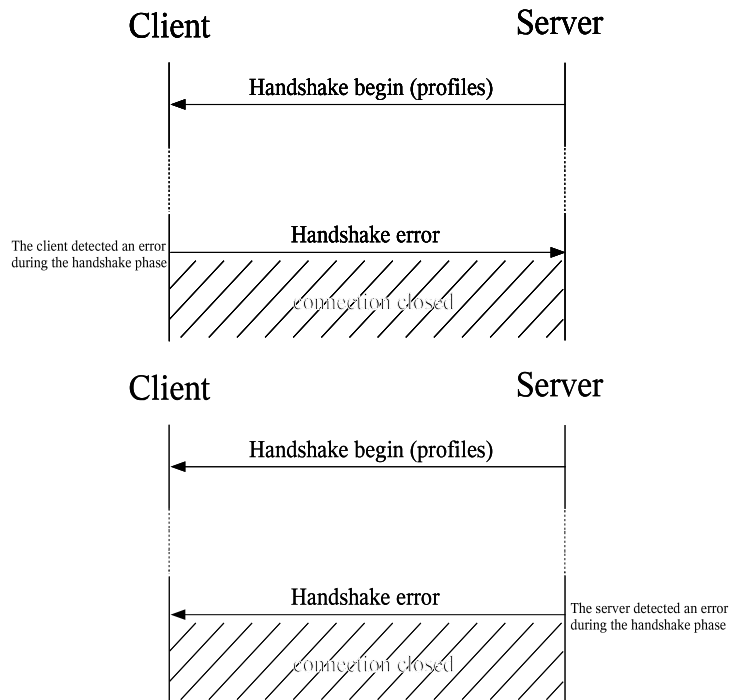 Client Server
Handshake begin (profiles)
Handshake error
The client detected an error
during the handshake phase
connection closed
Client Server
Handshake begin (profiles)
Handshake error
The server detected an error
during the handshake phase
connection closed